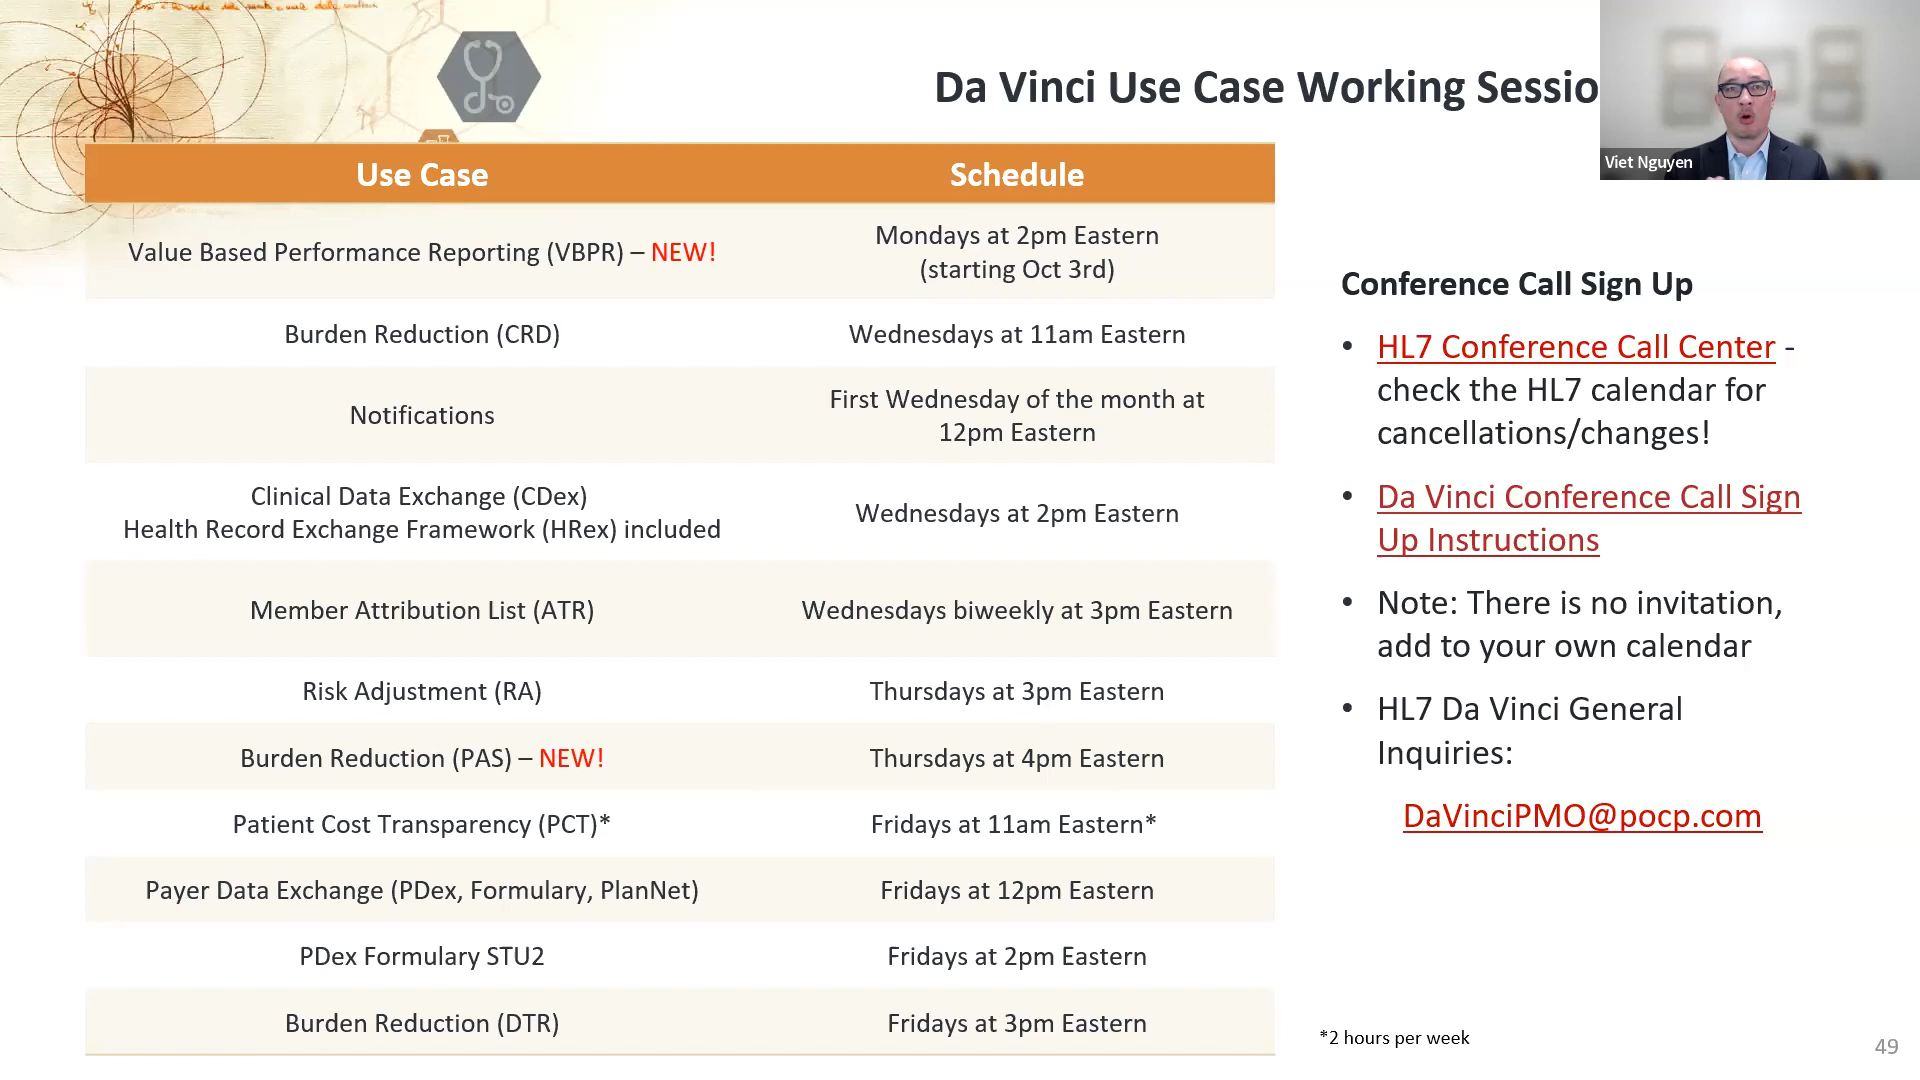 Da Vinci Use Case Working Sessio
Viet Nguyen
Use Case
Schedule
Value Based Performance Reporting (VBPR) – NEW!
Mondays at 2pm Eastern
(starting Oct 3rd)
Burden Reduction (CRD)
Wednesdays at 11am Eastern
Notifications
First Wednesday of the month at
12pm Eastern
Clinical Data Exchange (CDex)
Health Record Exchange Framework (HRex) included
Wednesdays at 2pm Eastern
Member Attribution List (ATR)
Wednesdays biweekly at 3pm Eastern
Risk Adjustment (RA)
Thursdays at 3pm Eastern
Burden Reduction (PAS) – NEW!
Thursdays at 4pm Eastern
Patient Cost Transparency (PCT)*
Fridays at 11am Eastern*
Payer Data Exchange (PDex, Formulary, PlanNet)
Fridays at 12pm Eastern
PDex Formulary STU2
Fridays at 2pm Eastern
Burden Reduction (DTR)
Fridays at 3pm Eastern
Conference Call Sign Up
• HL7 Conference Call Center -
check the HL7 calendar for
cancellations/changes!
• Da Vinci Conference Call Sign
Up Instructions
• Note: There is no invitation,
add to your own calendar
• HL7 Da Vinci General
Inquiries:
DaVinciPMO@pocp.com
*2 hours per week
49